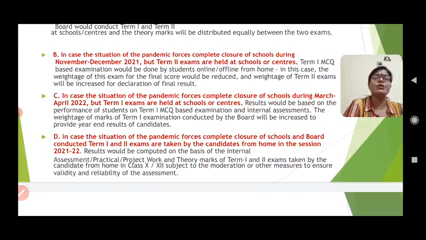 Board would conduct Term I and Term II
at schools/centres and the theory marks will be distributed equally between the two exams.
B. In case the situation of the pandemic forces complete closure of schools during
November-December 2021, but Term II exams are held at schools or centres. Term I MCQ
based examination would be done by students online/offline from home - in this case, the
weightage of this exam for the final score would be reduced, and weightage of Term II exams
will be increased for declaration of final result.
C. In case the situation of the pandemic forces complete closure of schools during March-
April 2022, but Term I exams are held at schools or centres. Results would be based on the
performance of students on Term I MCQ based examination and internal assessments. The
weightage of marks of Term I examination conducted by the Board will be increased to
provide year end results of candidates.
D. In case the situation of the pandemic forces complete closure of schools and Board
conducted Term I and II exams are taken by the candidates from home in the session
2021-22. Results would be computed on the basis of the Internal
Assessment/Practical/Project Work and Theory marks of Term-I and II exams taken by the
candidate from home in Class X / XII subject to the moderation or other measures to ensure
validity and reliability of the assessment.